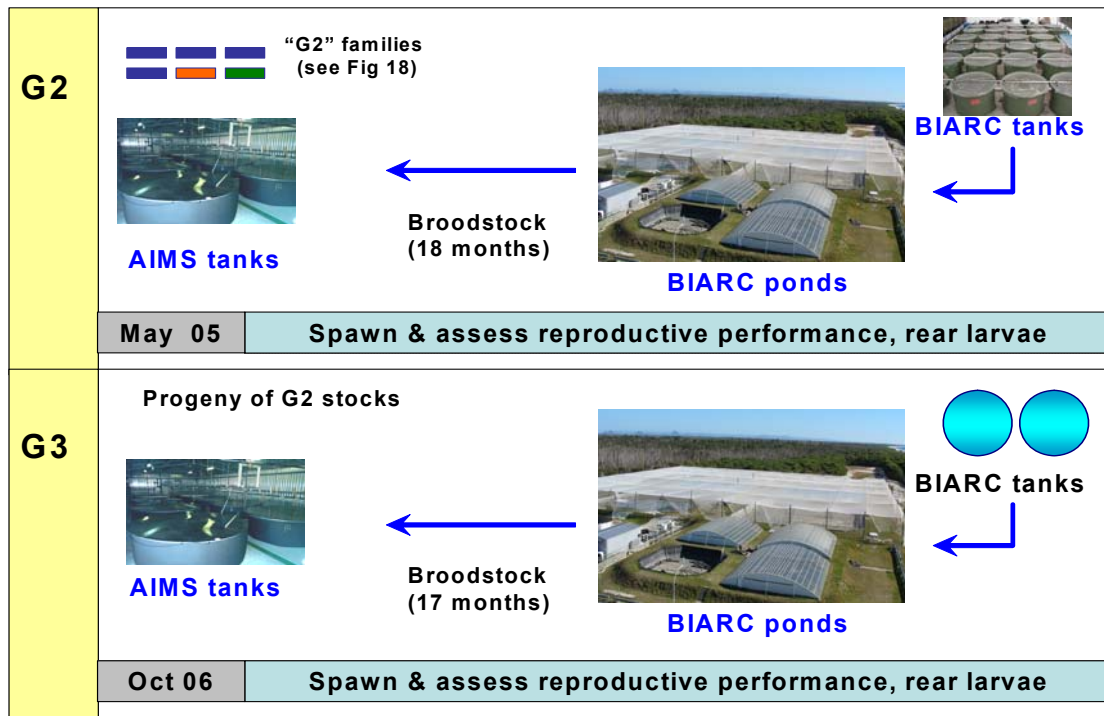 G2
“G2” families
(see Fig 18)
BIARC tanks
Broodstock
(18 months)
AIMS tanks
BIARC ponds
May 05
Spawn & assess reproductive performance, rear larvae
G3
Progeny of G2 stocks
BIARC tanks
Broodstock
(17 months)
AIMS tanks
BIARC ponds
Oct 06
Spawn & assess reproductive performance, rear larvae